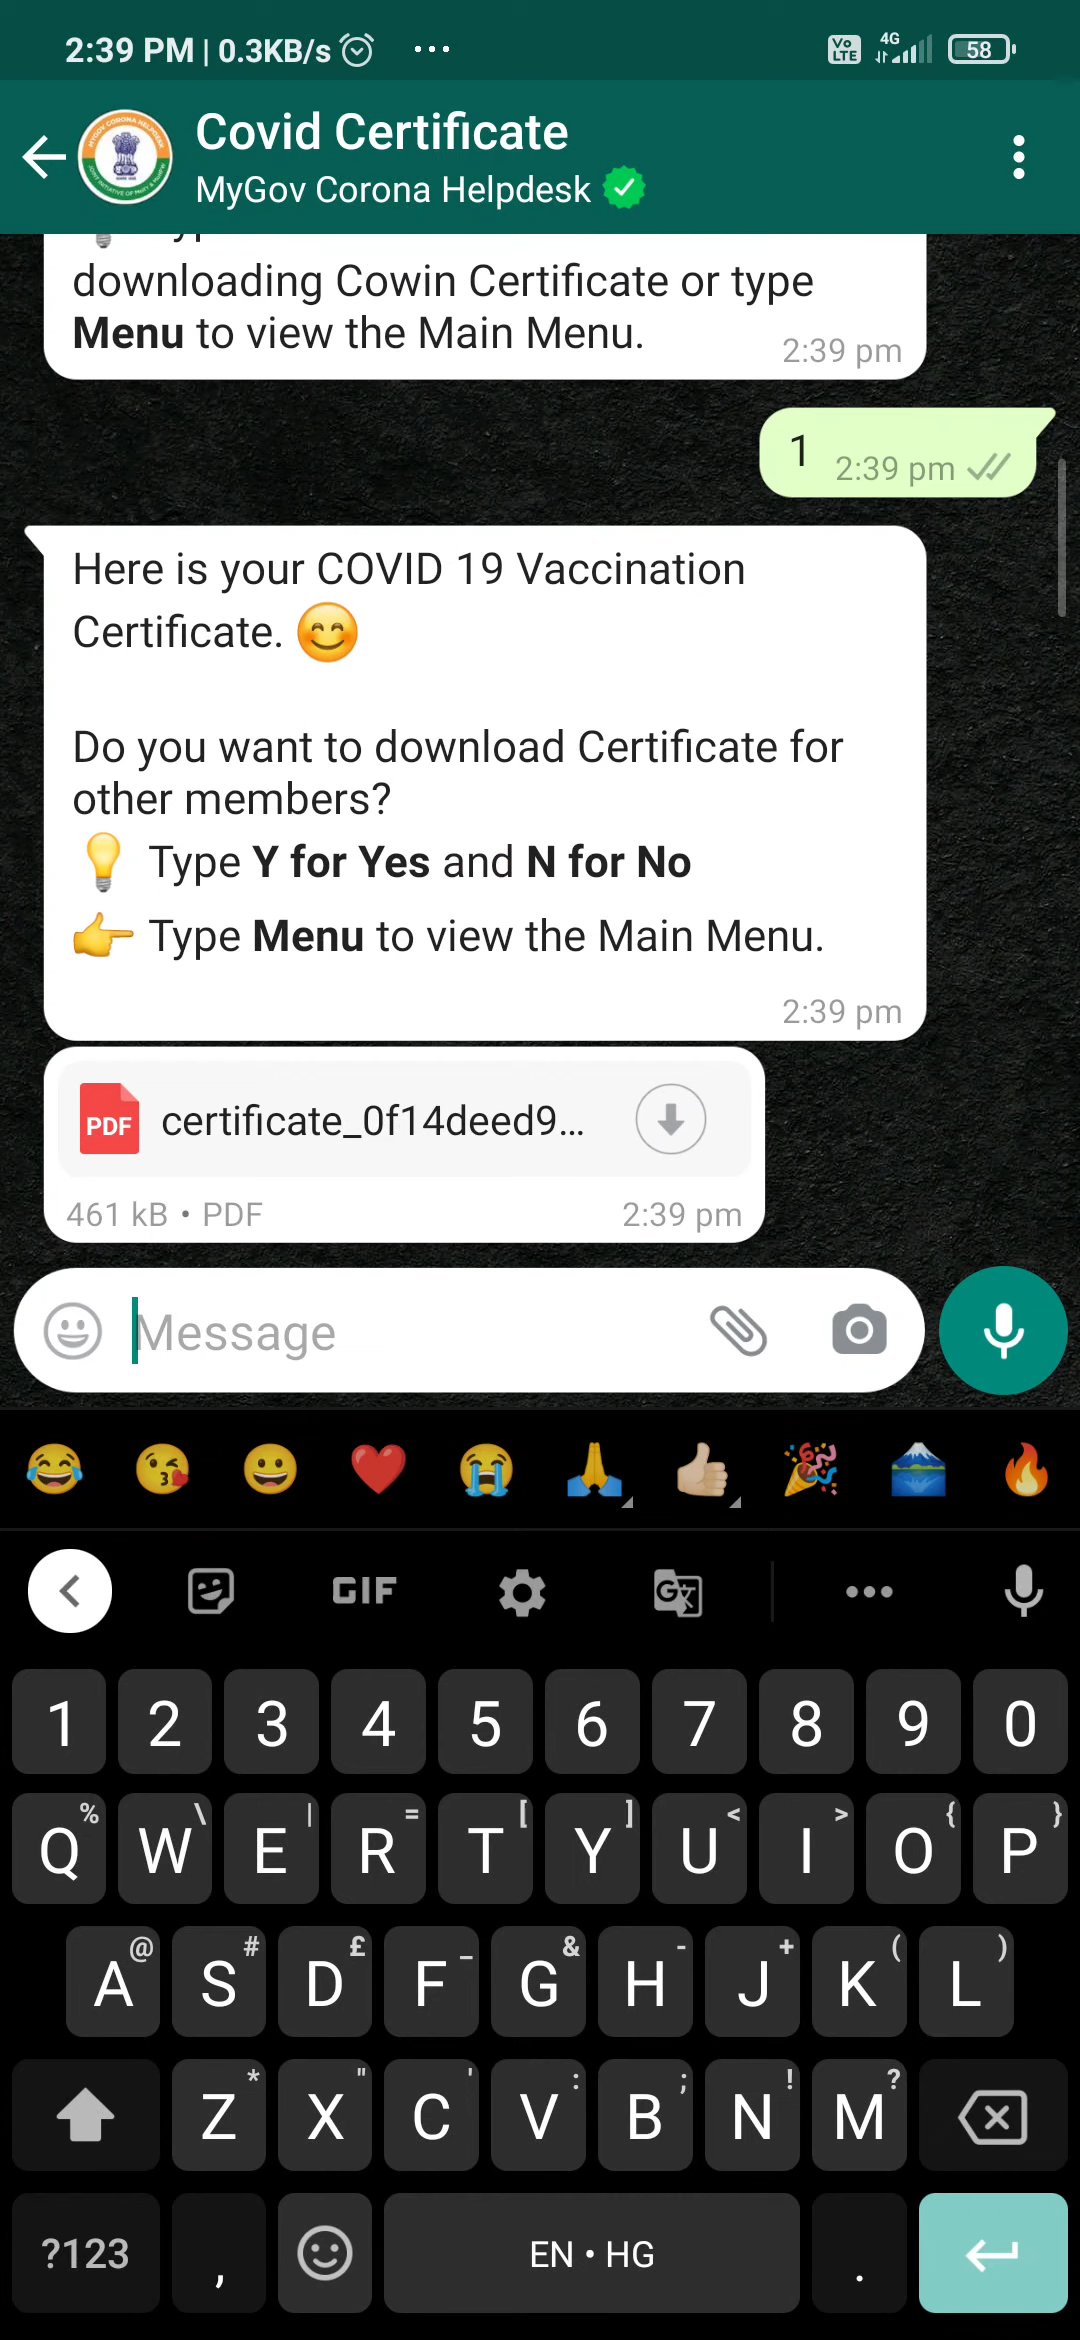 2:39 PM | 0.3KB/s
Vo LTE 4G 58
Covid Certificate
MyGov Corona Helpdesk
downloading Cowin Certificate or type
Menu to view the Main Menu.
2:39 pm
1 2:39 pm
Here is your COVID 19 Vaccination
Certificate. 😊
Do you want to download Certificate for
other members?
💡 Type Y for Yes and N for No
👉 Type Menu to view the Main Menu.
2:39 pm
PDF certificate_0f14deed9...
461 kB • PDF 2:39 pm
Message
GIF
1 2 3 4 5 6 7 8 9 0
% \ | = [ ] < > { }
Q W E R T Y U I O P
@ # £ _ & - + ( )
A S D F G H J K L
* " ' : ; ! ?
Z X C V B N M
?123 , EN • HG .